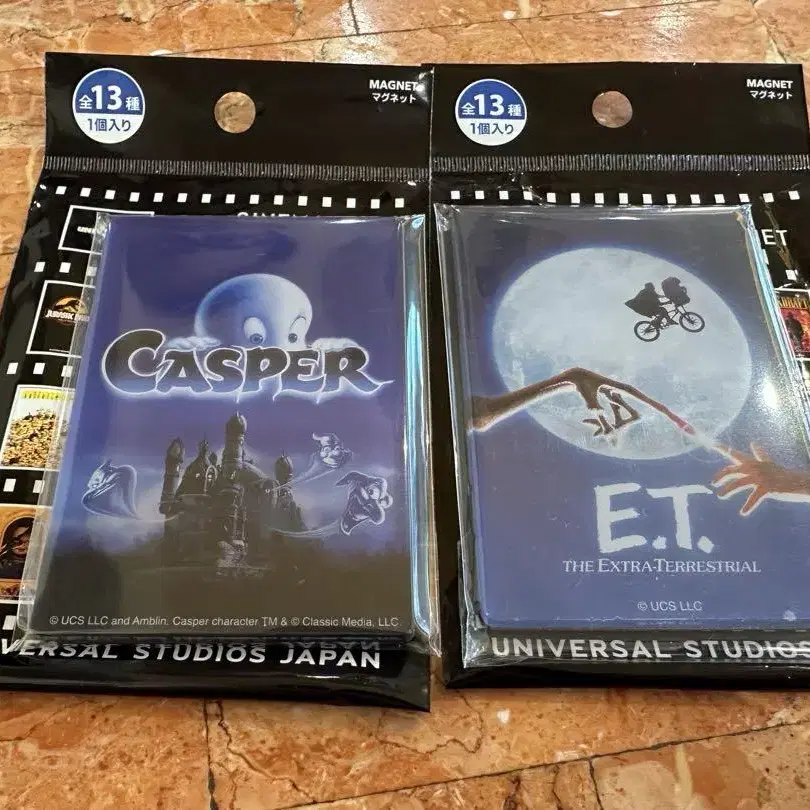 全13種
1個入り
MAGNET
マグネット
CASPER
© UCS LLC and Amblin. Casper character TM & © Classic Media, LLC
VERSAL STUDIOS JAPAN
全13種
1個入り
MAGNET
マグネット
E.T.
THE EXTRA-TERRESTRIAL
© UCS LLC
UNIVERSAL STUDIOS